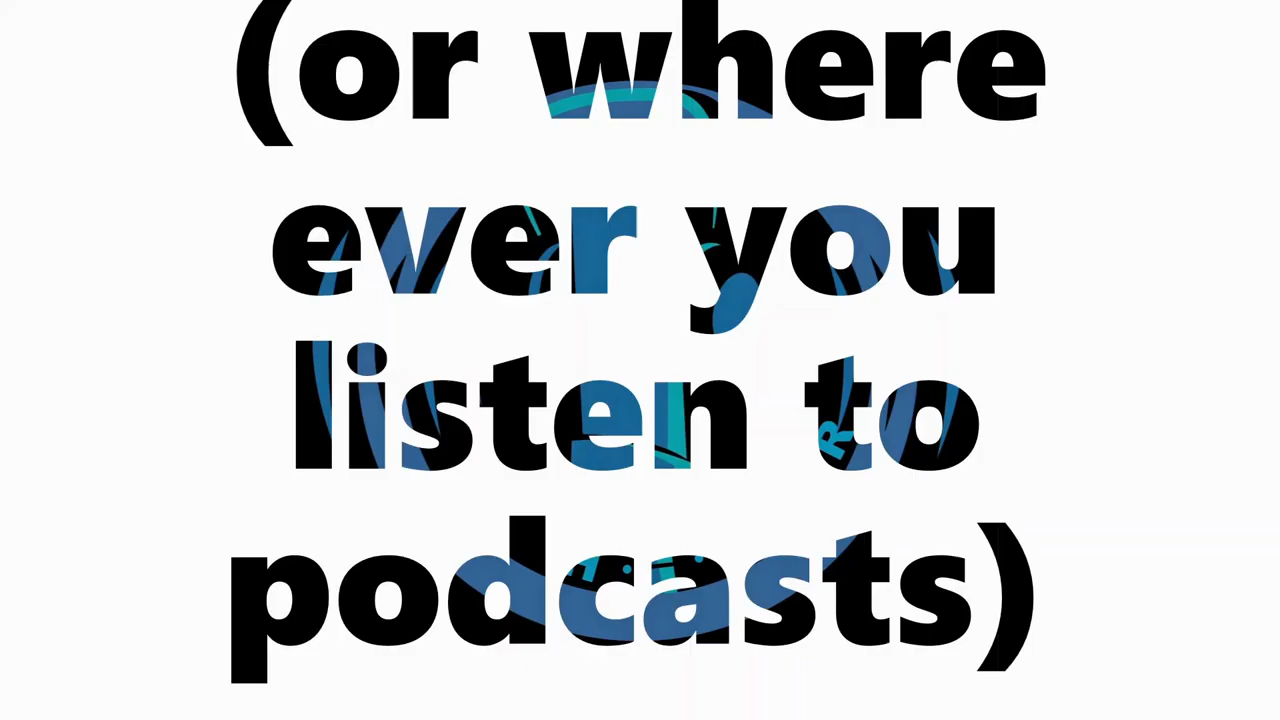 (or where
ever you
listen to
podcasts)